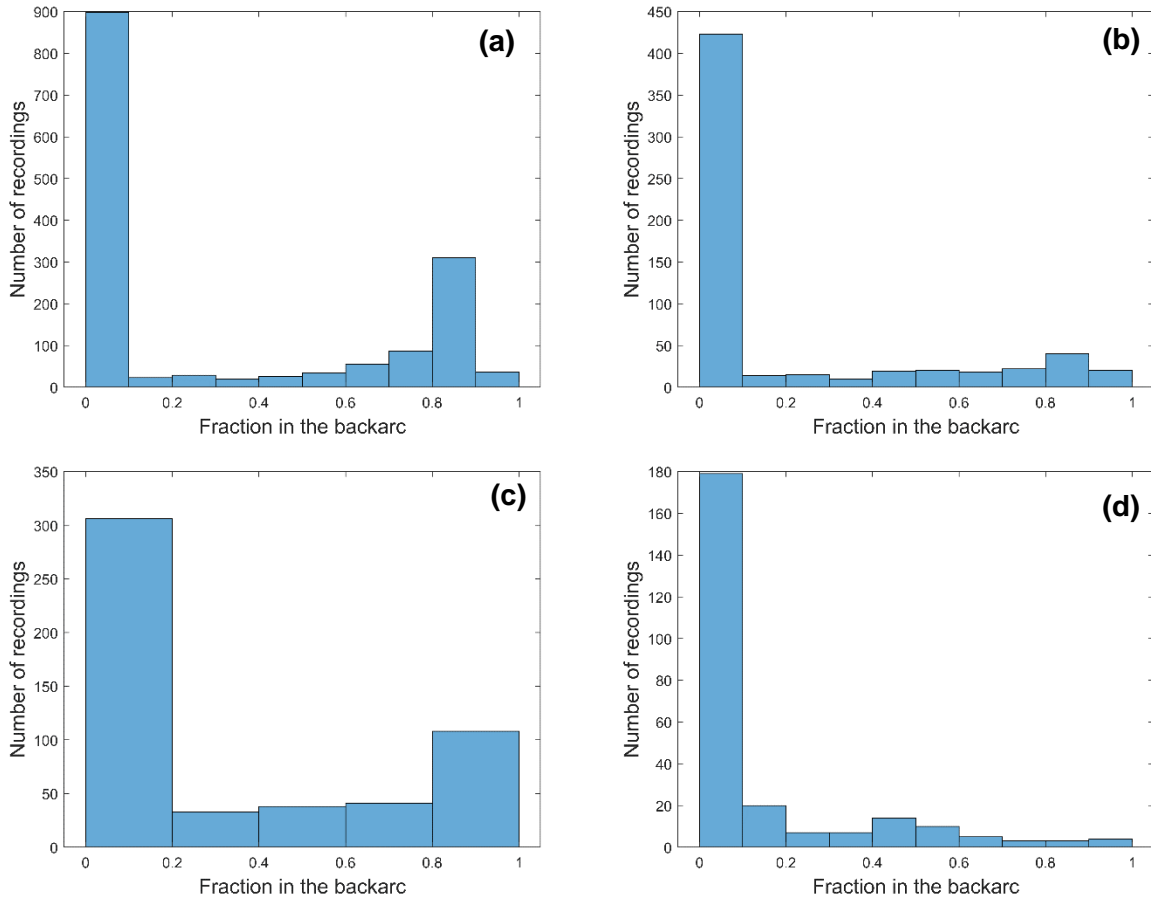 (a)
Number of recordings
900
800
700
600
500
400
300
200
100
0
0 0.2 0.4 0.6 0.8 1
Fraction in the backarc
(b)
Number of recordings
450
400
350
300
250
200
150
100
50
0
0 0.2 0.4 0.6 0.8 1
Fraction in the backarc
(c)
Number of recordings
350
300
250
200
150
100
50
0
0 0.2 0.4 0.6 0.8 1
Fraction in the backarc
(d)
Number of recordings
180
160
140
120
100
80
60
40
20
0
0 0.2 0.4 0.6 0.8 1
Fraction in the backarc